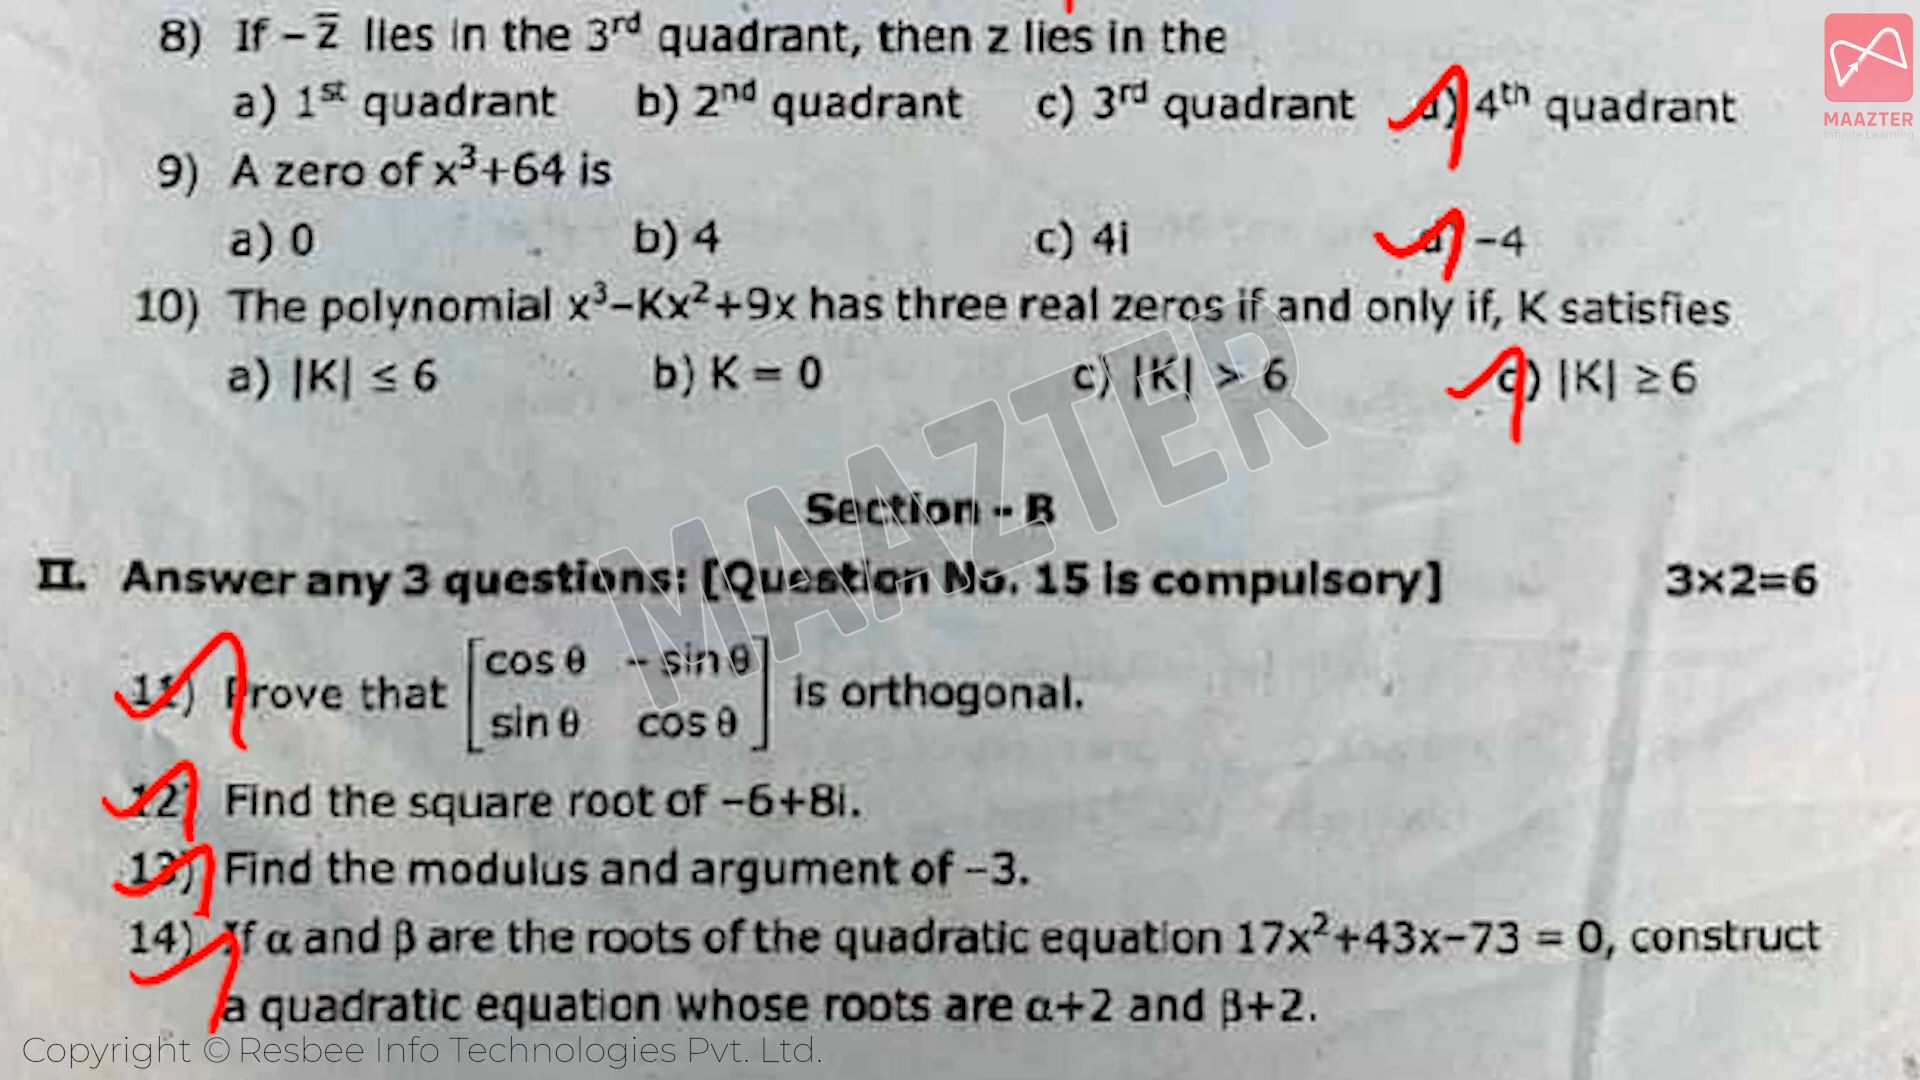 8) If –z̅ lies in the 3rd quadrant, then z lies in the
a) 1st quadrant b) 2nd quadrant c) 3rd quadrant d) 4th quadrant
9) A zero of x³+64 is
a) 0 b) 4 c) 4i d) –4
10) The polynomial x³–Kx²+9x has three real zeros if and only if, K satisfies
a) |K| ≤ 6 b) K = 0 c) |K| > 6 d) |K| ≥ 6
Section – B
II. Answer any 3 questions: [Question No. 15 is compulsory] 3×2=6
11) Prove that [cos θ – sin θ
sin θ cos θ] is orthogonal.
12) Find the square root of –6+8i.
13) Find the modulus and argument of –3.
14) If α and β are the roots of the quadratic equation 17x²+43x–73 = 0, construct
a quadratic equation whose roots are α+2 and β+2.
MAAZTER
MAAZTER
Infinite Learning
Copyright © Resbee Info Technologies Pvt. Ltd.